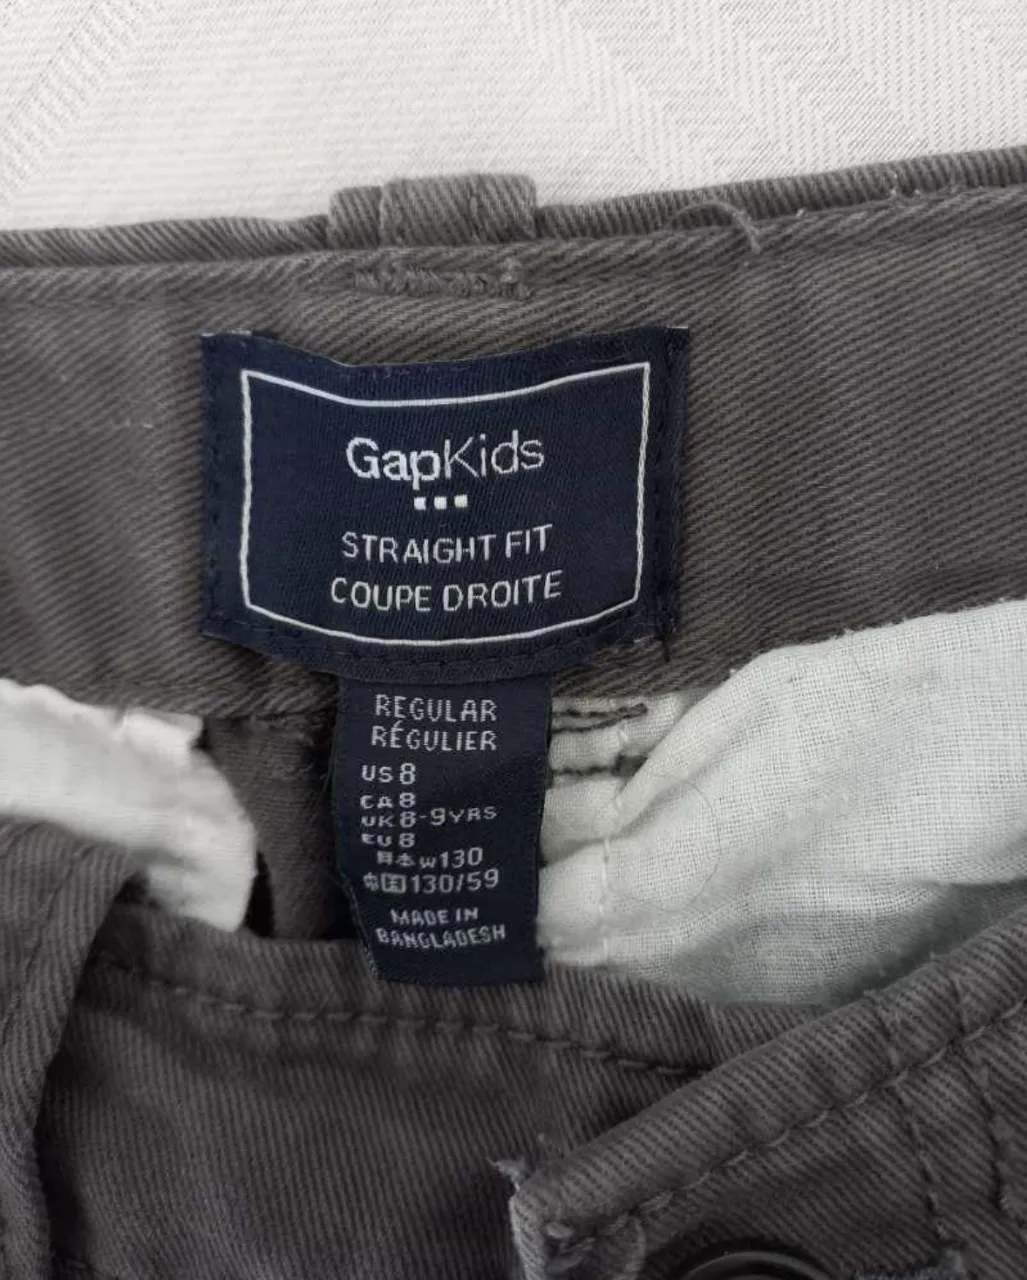 GapKids
STRAIGHT FIT
COUPE DROITE
REGULAR
RÉGULIER
US 8
CA 8
UK 8-9YRS
EU 8
日本 W130
中国 130/59
MADE IN
BANGLADESH